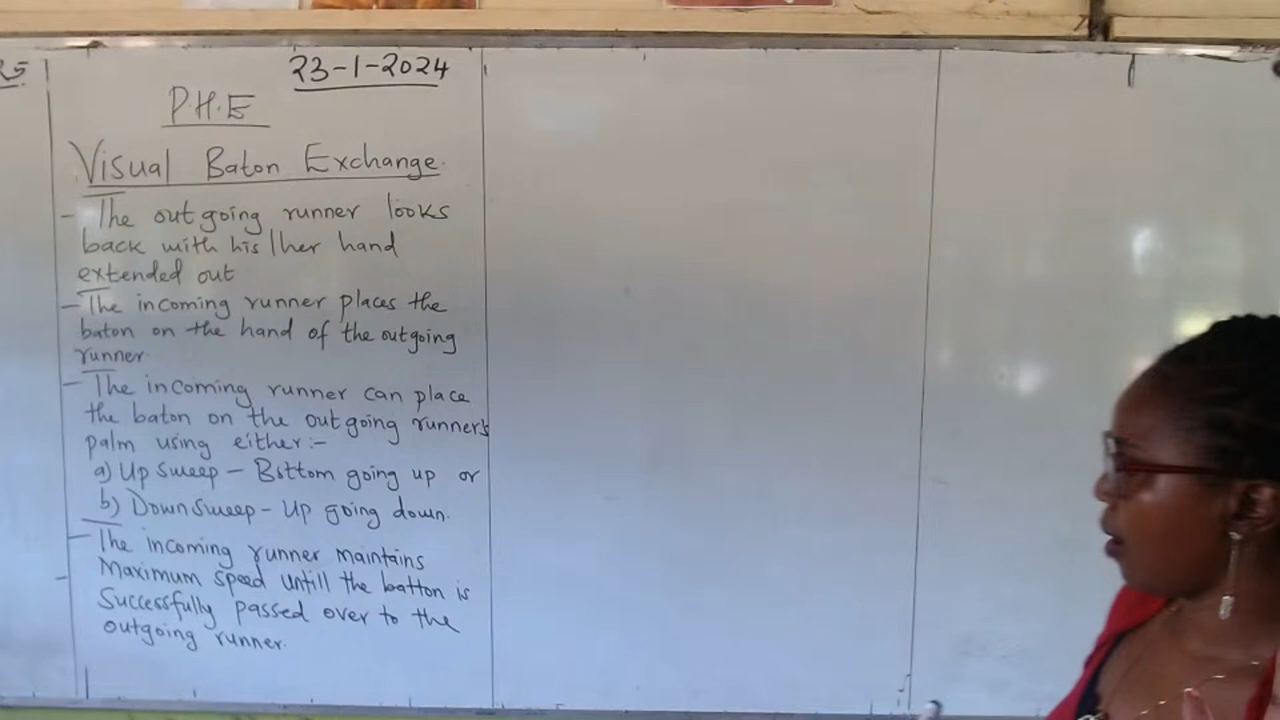 23-1-2024
P.H.E
Visual Baton Exchange.
- The outgoing runner looks
back with his/her hand
extended out
- The incoming runner places the
baton on the hand of the outgoing
runner
- The incoming runner can place
the baton on the outgoing runner's
palm using either:-
a) Up Sweep - Bottom going up or
b) DownSweep - Up going down.
- The incoming runner maintains
Maximum speed untill the batton is
Successfully passed over to the
outgoing runner.